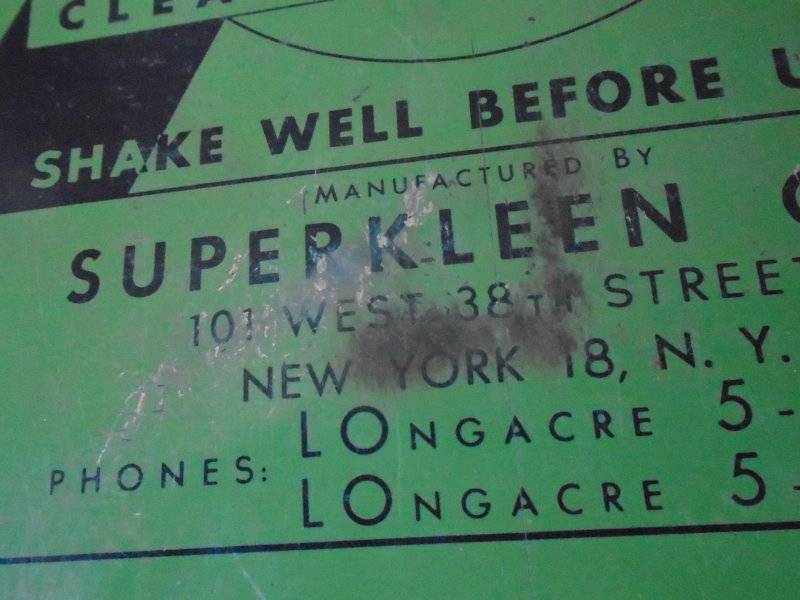 SHAKE WELL BEFORE
MANUFACTURED BY
SUPERKLEEN
101 WEST 38TH STREET
NEW YORK 18, N. Y.
LONGACRE 5-
PHONES:
LONGACRE 5-